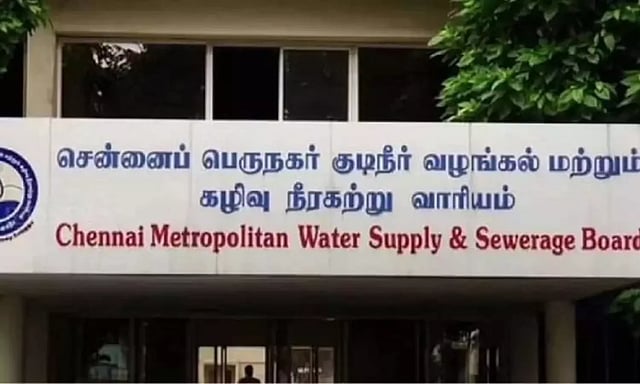 சென்னைப் பெருநகர் குடிநீர் வழங்கல் மற்றும்
கழிவு நீரகற்று வாரியம்
Chennai Metropolitan Water Supply & Sewerage Board